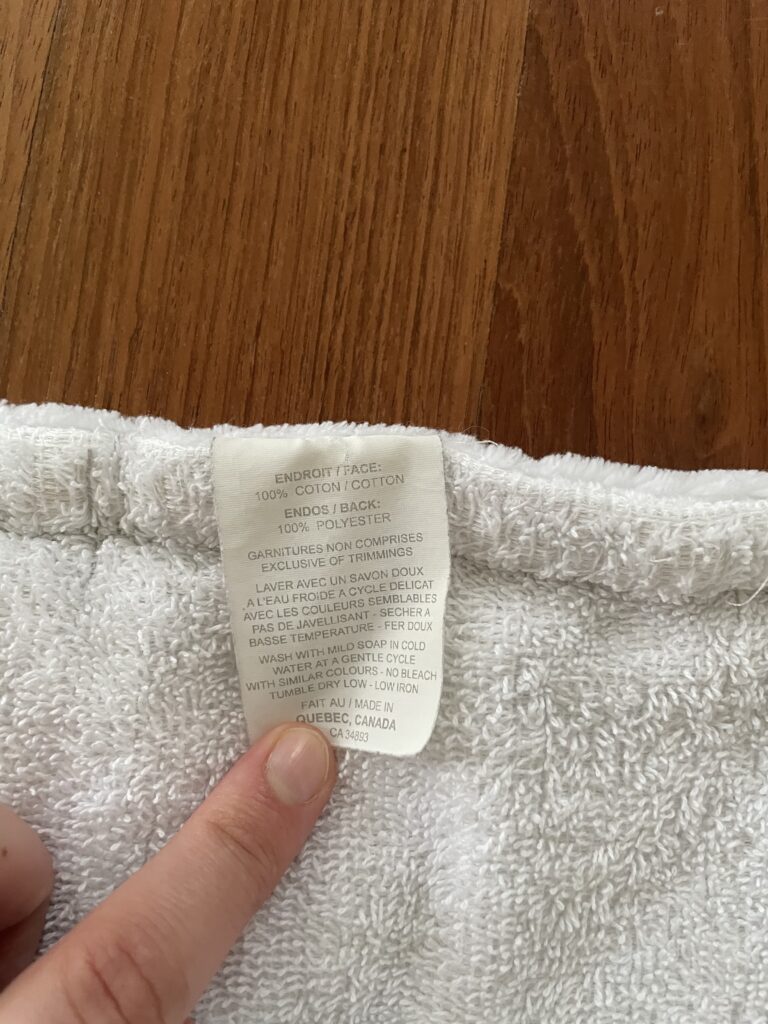 ENDROIT / FACE:
100% COTON / COTTON
ENDOS / BACK:
100% POLYESTER
GARNITURES NON COMPRISES
EXCLUSIVE OF TRIMMINGS
LAVER AVEC UN SAVON DOUX
A L'EAU FROIDE A CYCLE DELICAT
AVEC LES COULEURS SEMBLABLES
PAS DE JAVELLISANT - SECHER A
BASSE TEMPERATURE - FER DOUX
WASH WITH MILD SOAP IN COLD
WATER AT A GENTLE CYCLE
WITH SIMILAR COLOURS - NO BLEACH
TUMBLE DRY LOW - LOW IRON
FAIT AU / MADE IN
QUEBEC, CANADA
CA 34893